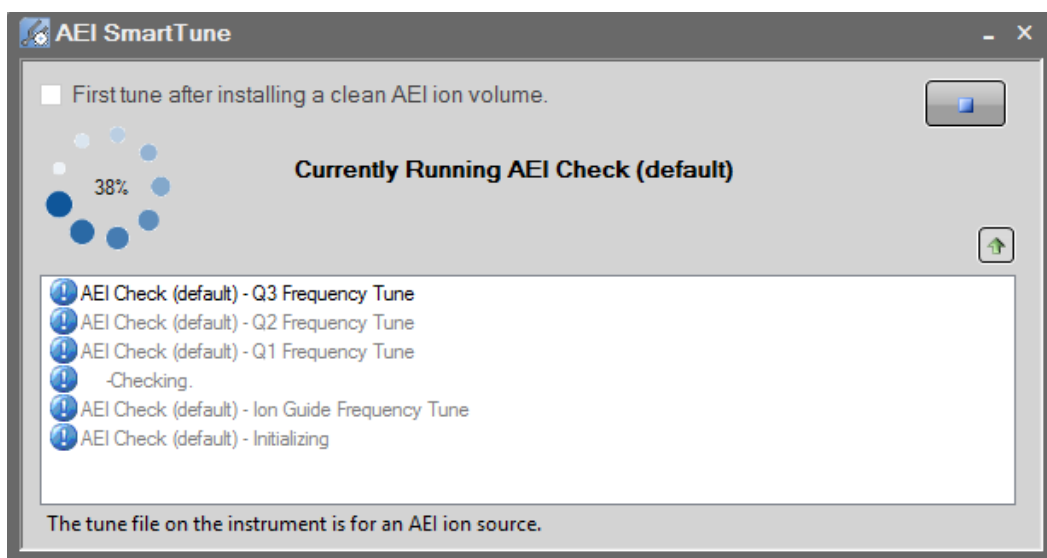 AEI SmartTune
First tune after installing a clean AEI ion volume.
38%
Currently Running AEI Check (default)
AEI Check (default) - Q3 Frequency Tune
AEI Check (default) - Q2 Frequency Tune
AEI Check (default) - Q1 Frequency Tune
-Checking.
AEI Check (default) - Ion Guide Frequency Tune
AEI Check (default) - Initializing
The tune file on the instrument is for an AEI ion source.